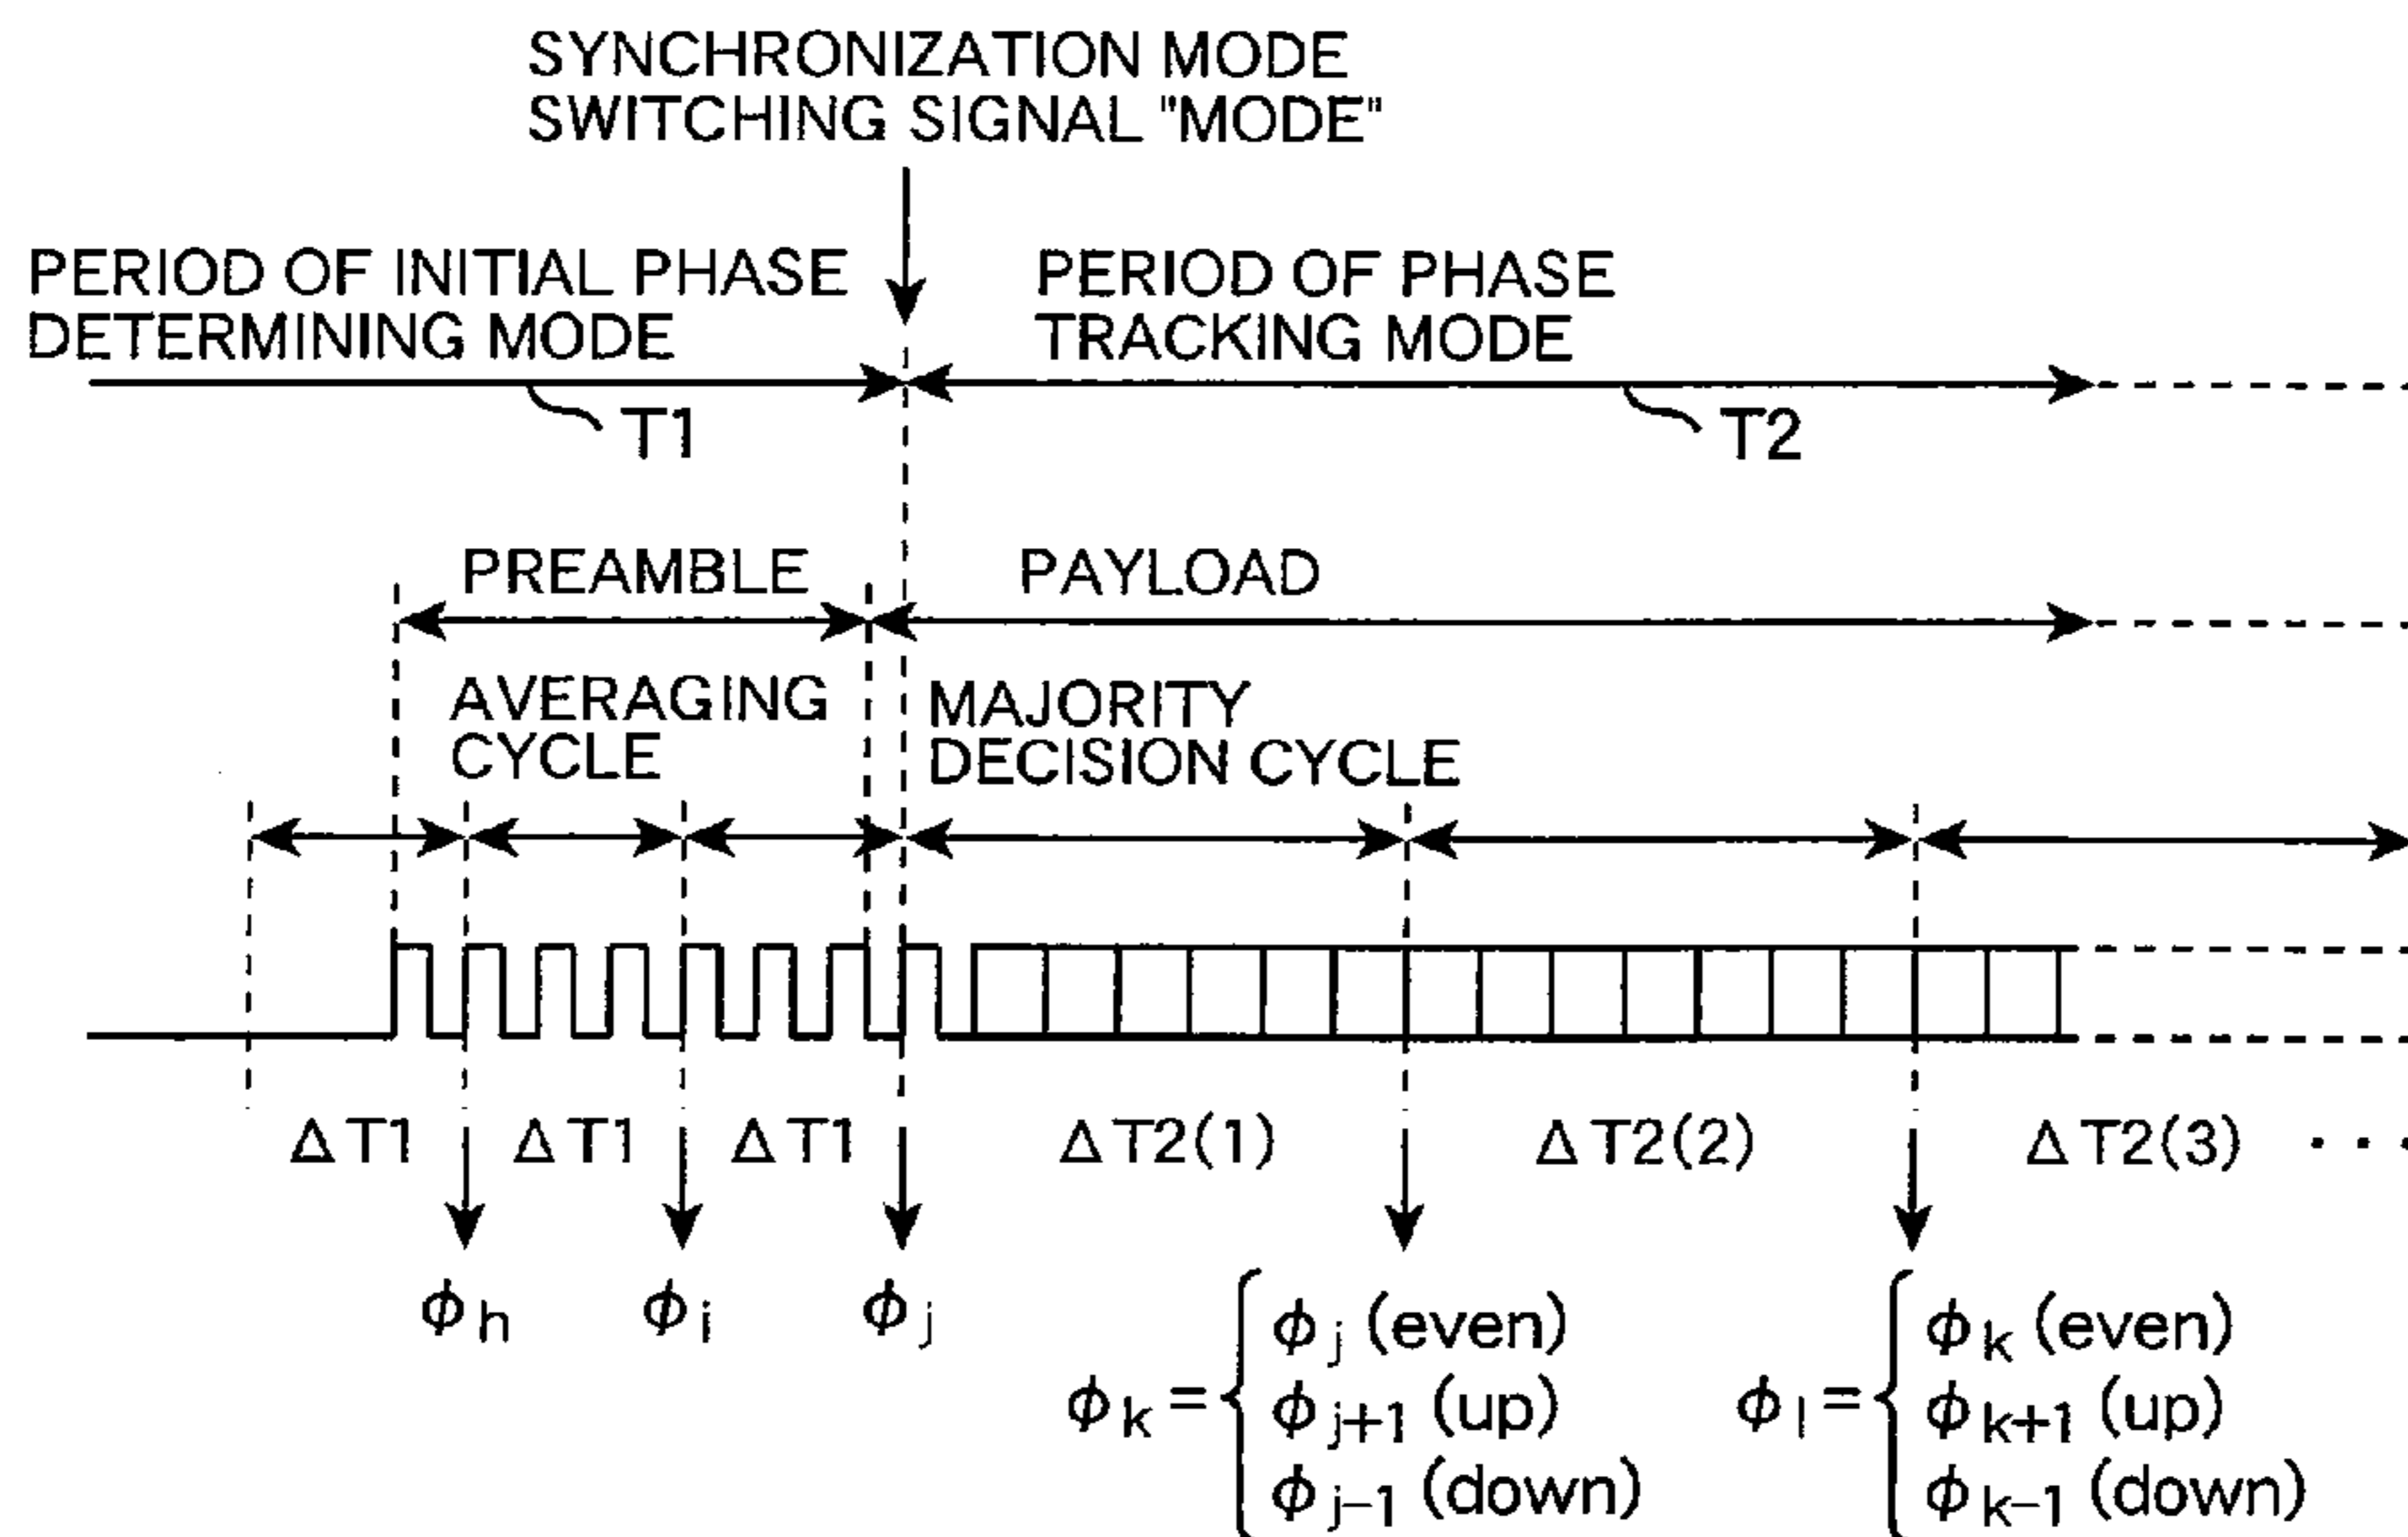 SYNCHRONIZATION MODE
SWITCHING SIGNAL "MODE"
PERIOD OF INITIAL PHASE
DETERMINING MODE
PERIOD OF PHASE
TRACKING MODE
T1
T2
PREAMBLE
PAYLOAD
AVERAGING
CYCLE
MAJORITY
DECISION CYCLE
ΔT1
ΔT1
ΔT1
ΔT2(1)
ΔT2(2)
ΔT2(3) ···
ϕh
ϕi
ϕj
ϕk = { ϕj (even)
ϕj+1 (up)
ϕj−1 (down)
ϕl = { ϕk (even)
ϕk+1 (up)
ϕk−1 (down)